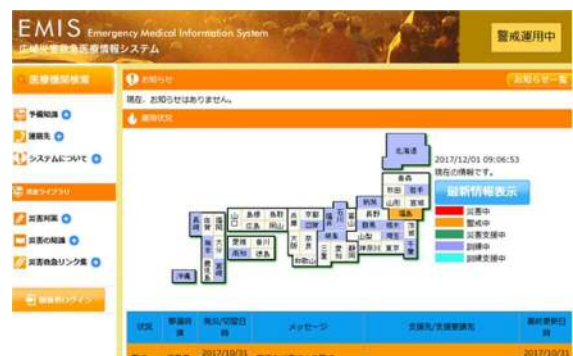 EMIS Emergency Medical Information System
広域災害救急医療情報システム
警戒運用中
医療機関検索
お知らせ
お知らせ一覧
現在、お知らせはありません。
予備知識
連絡先
システムについて
運用状況
北海道
2017/12/01 09:06:53
現在の情報です。
最新情報表示
青森
秋田 岩手
山形 宮城
新潟 福島
災害中
警戒中
災害支援中
訓練中
訓練支援中
災害対策
災害の知識
災害救急リンク集
長崎 佐賀 福岡
山口 島根 鳥取
広島 岡山
兵庫 京都
石川 富山
長野 群馬 栃木 茨城
岐阜 山梨 埼玉
大分
愛媛 香川
高知 徳島
大阪 奈良
和歌山 三重 愛知 静岡 神奈川 東京 千葉
鹿児島 宮崎
沖縄
状況
メッセージ
支援先/支援要請先
最終更新日時
2017/10/31
2017/10/31